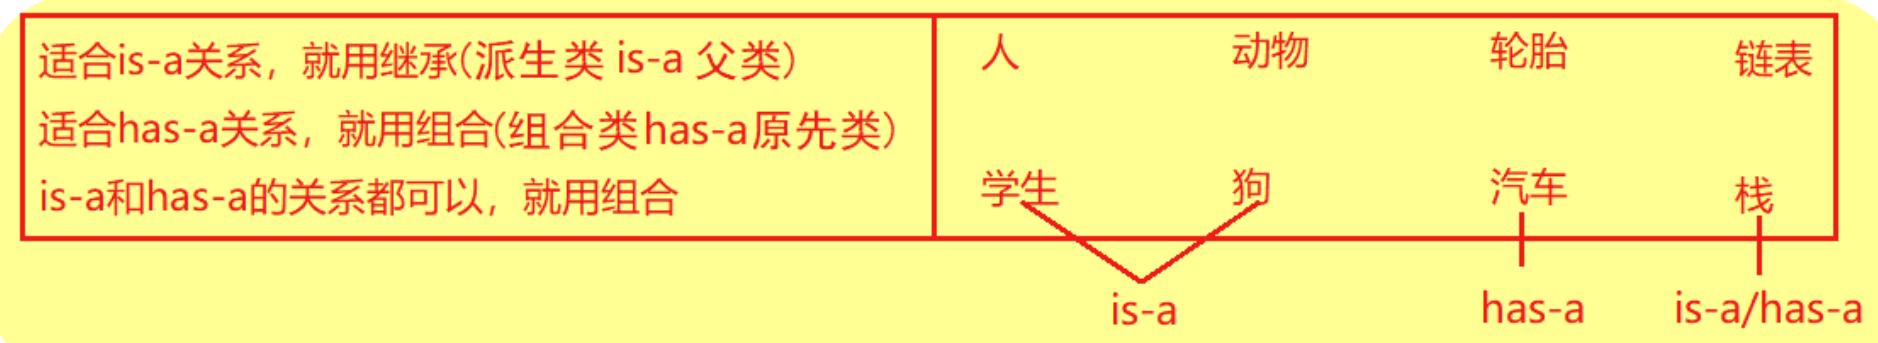 适合is-a关系，就用继承(派生类 is-a 父类)
适合has-a关系，就用组合(组合类has-a原先类)
is-a和has-a的关系都可以，就用组合
人 动物 轮胎 链表
学生 狗 汽车 栈
is-a has-a is-a/has-a